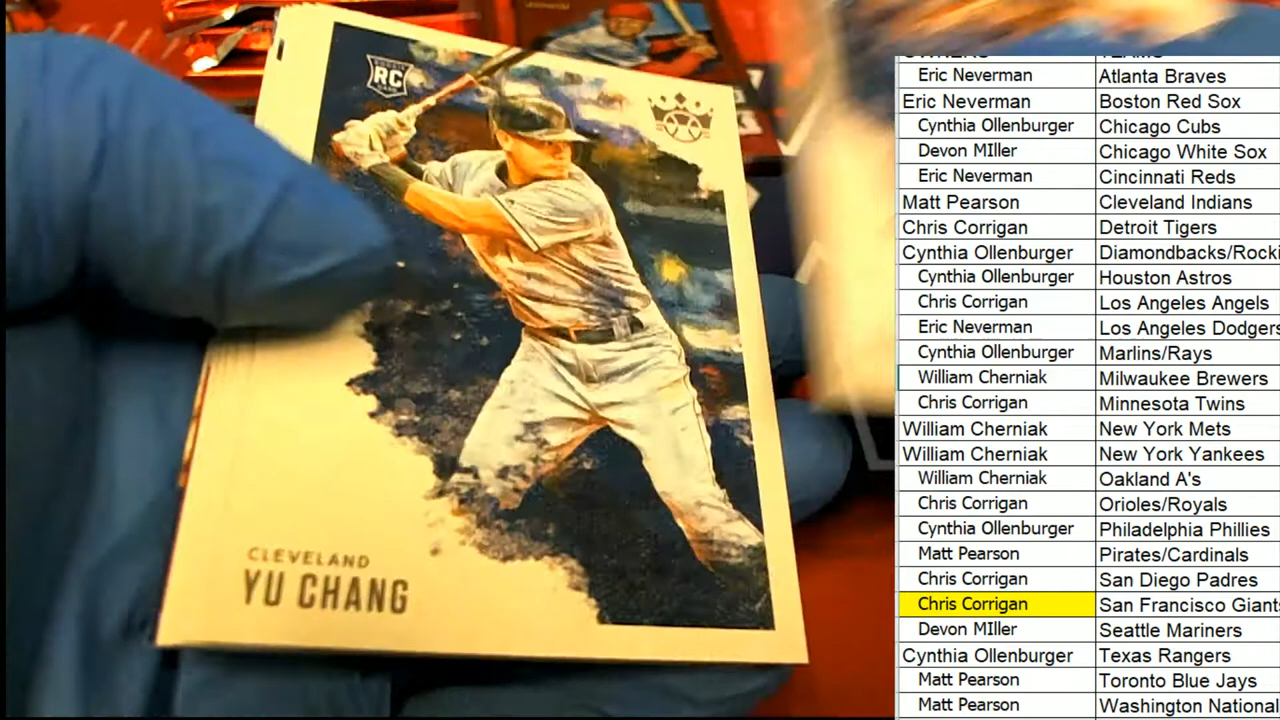 RC
CLEVELAND
YU CHANG
Eric Neverman Atlanta Braves
Eric Neverman Boston Red Sox
Cynthia Ollenburger Chicago Cubs
Devon MIller Chicago White Sox
Eric Neverman Cincinnati Reds
Matt Pearson Cleveland Indians
Chris Corrigan Detroit Tigers
Cynthia Ollenburger Diamondbacks/Rocki
Cynthia Ollenburger Houston Astros
Chris Corrigan Los Angeles Angels
Eric Neverman Los Angeles Dodgers
Cynthia Ollenburger Marlins/Rays
William Cherniak Milwaukee Brewers
Chris Corrigan Minnesota Twins
William Cherniak New York Mets
William Cherniak New York Yankees
William Cherniak Oakland A's
Chris Corrigan Orioles/Royals
Cynthia Ollenburger Philadelphia Phillies
Matt Pearson Pirates/Cardinals
Chris Corrigan San Diego Padres
Chris Corrigan San Francisco Giants
Devon MIller Seattle Mariners
Cynthia Ollenburger Texas Rangers
Matt Pearson Toronto Blue Jays
Matt Pearson Washington National